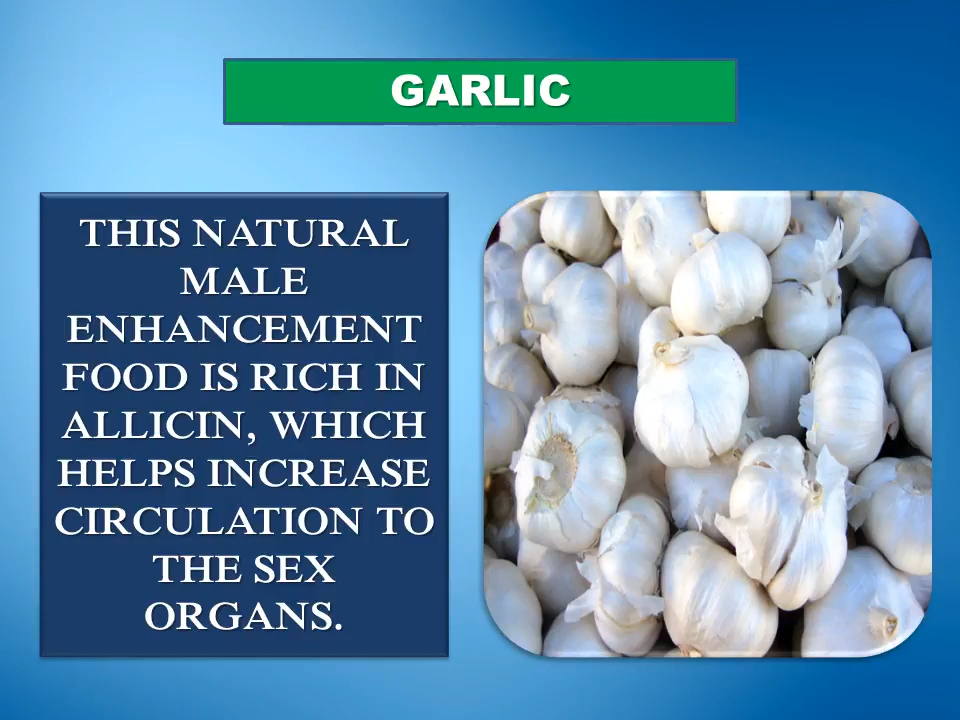 GARLIC
THIS NATURAL
MALE
ENHANCEMENT
FOOD IS RICH IN
ALLICIN, WHICH
HELPS INCREASE
CIRCULATION TO
THE SEX
ORGANS.